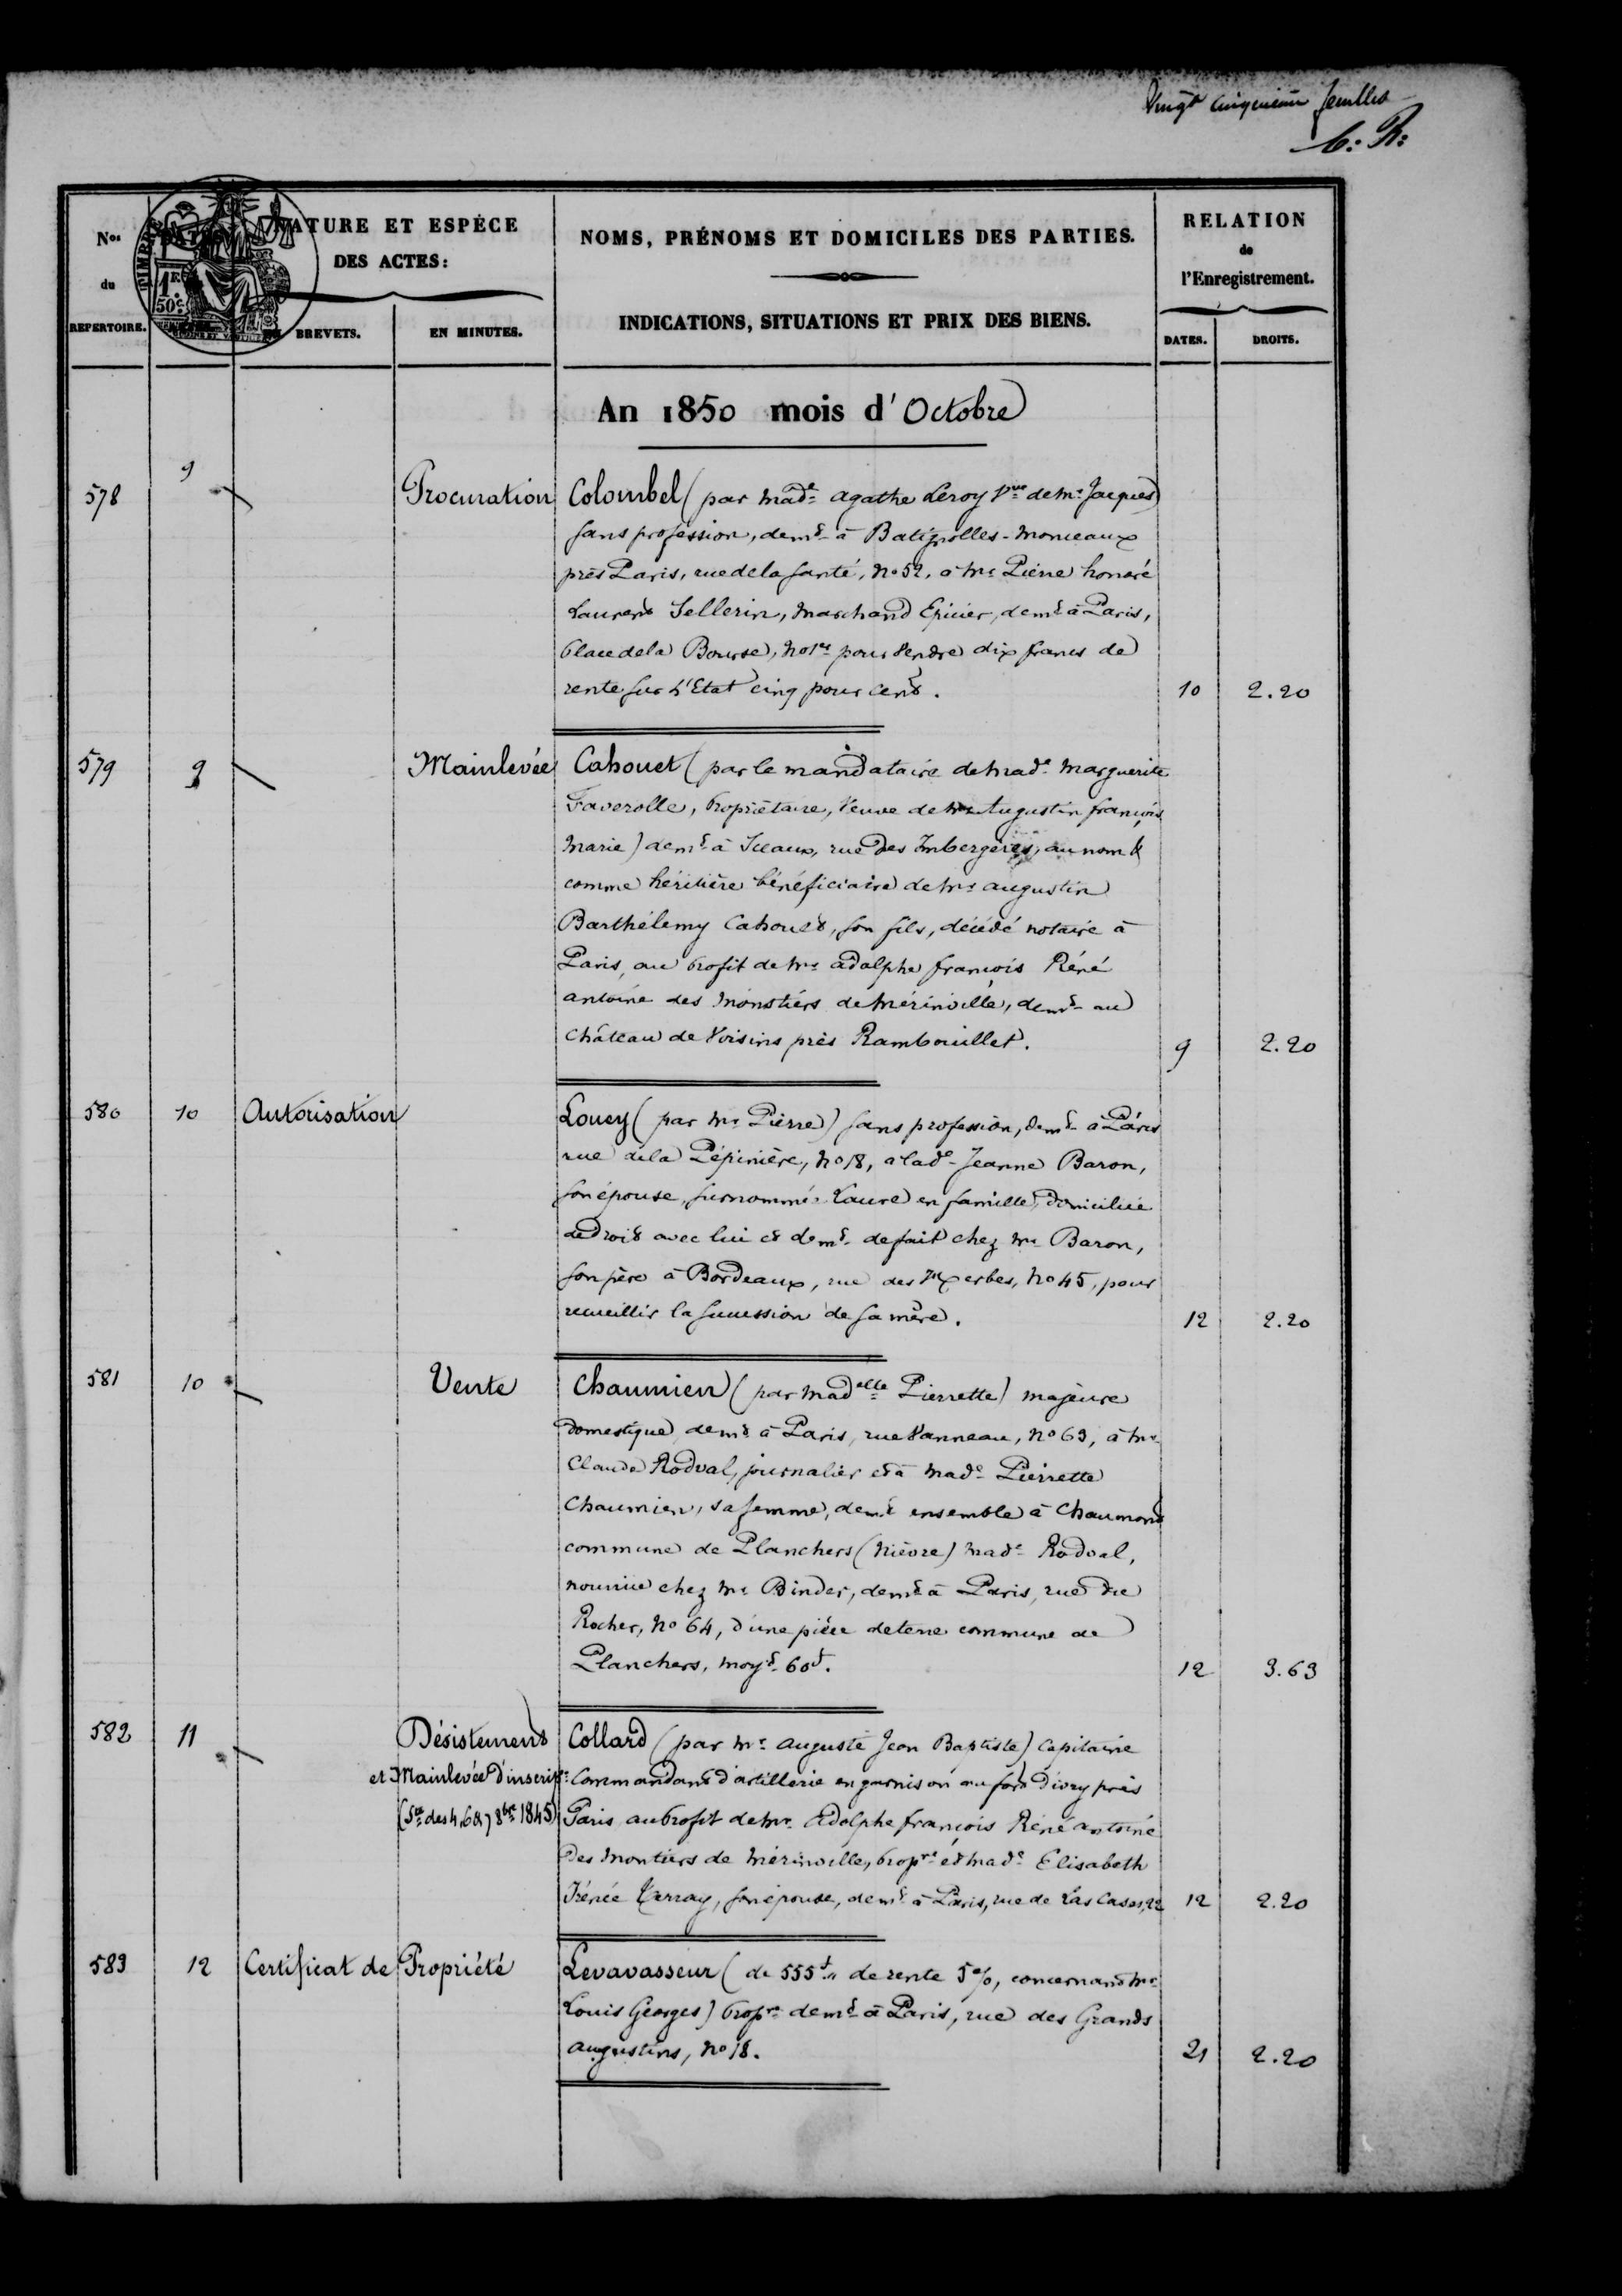 Vingt cinquième feuillet
C: R:
Nos du REPERTOIRE.
NATURE ET ESPÈCE DES ACTES:
BREVETS.
EN MINUTES.
NOMS, PRÉNOMS ET DOMICILES DES PARTIES.
INDICATIONS, SITUATIONS ET PRIX DES BIENS.
RELATION de l'Enregistrement.
DATES.
DROITS.
TIMBRE
1F.
50c.
An 1850 mois d'Octobre
578 9 Procuration Colombel (par Made Agathe Leroy Vve de Mr Jacques)
sans profession, demt à Batignolles-Monceaux
près Paris, rue de la Santé, No 52, à Mr Pierre honoré
Laurent Sellerin, Marchand Epicier, demt à Paris,
Place de la Bourse, No pour vendre dix francs de
rente sur l'Etat cinq pour cent. 10 2.20
579 9 Mainlevée Cahouet (par le mandataire de Made Marguerite
Faverolle, Propriétaire, Veuve de Mr Augustin françois
Marie) demt à Sceaux, rue des Imbergères, au nom &
comme héritière bénéficiaire de Mr augustin
Barthélemy Cahouet, son fils, décédé notaire à
Paris, au profit de Mr adolphe françois Réné
antoine des Monstiers de Mérinville, demt au
Château de Voisins près Rambouillet. 9 2.20
580 10 Autorisation Loucy (par Mr Pierre) sans profession, demt à Paris
rue de la Pépinière, No 18, à lade Jeanne Baron,
son épouse, surnommée Laure en famille, domiciliée
de droit avec lui et demt de fait chez Mr Baron,
son père à Bordeaux, rue des herbes, No 45, pour
recueillir la succession de sa mère. 12 2.20
581 10 Vente Chaumien (par Madelle Pierrette) majeure
domestique demt à Paris, rue Vanneau, No 63, à Mr
Claude Rodval, journalier et à Made Pierrette
Chaumien, sa femme, demt ensemble à Chaumont
commune de Planchers (Nièvre) Made Rodval,
nourrice chez Mr Binder, demt à Paris, rue du
Rocher, No 64, d'une pièce de terre commune de
Planchers, moyt 60f. 12 3.63
582 11 Désistement Collard (par Mr Auguste Jean Baptiste) Capitaine
et Mainlevée d'inscript: Commandant d'artillerie en garnison au fort d'ivry près
(Ste des 4, 6 & 7 8bre 1845) Paris au Profit de Mr Adolphe françois Réné antoine
Des Montiers de Mérinville, Propre et Made Elisabeth
Irénée Terray, son épouse, demt à Paris, rue de Las Cases, 22 12 2.20
583 12 Certificat de Propriété Levavasseur (de 555f" de rente 5%, concernant Mr
Louis Georges) Propre demt à Paris, rue des Grands
augustins, No 18. 21 2.20